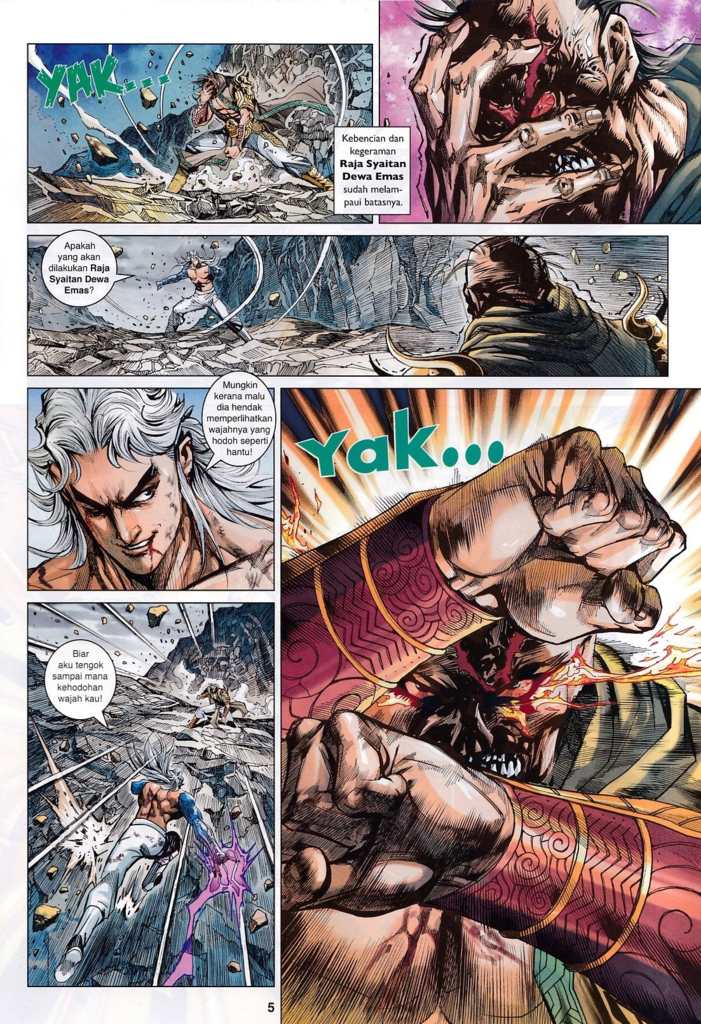 YAK...
Kebencian dan
kegeraman
Raja Syaitan
Dewa Emas
sudah melam-
paui batasnya.
Apakah
yang akan
dilakukan Raja
Syaitan Dewa
Emas?
Mungkin
kerana malu
dia hendak
memperlihatkan
wajahnya yang
hodoh seperti
hantu!
Yak...
Biar
aku tengok
sampai mana
kehodohan
wajah kau!
5